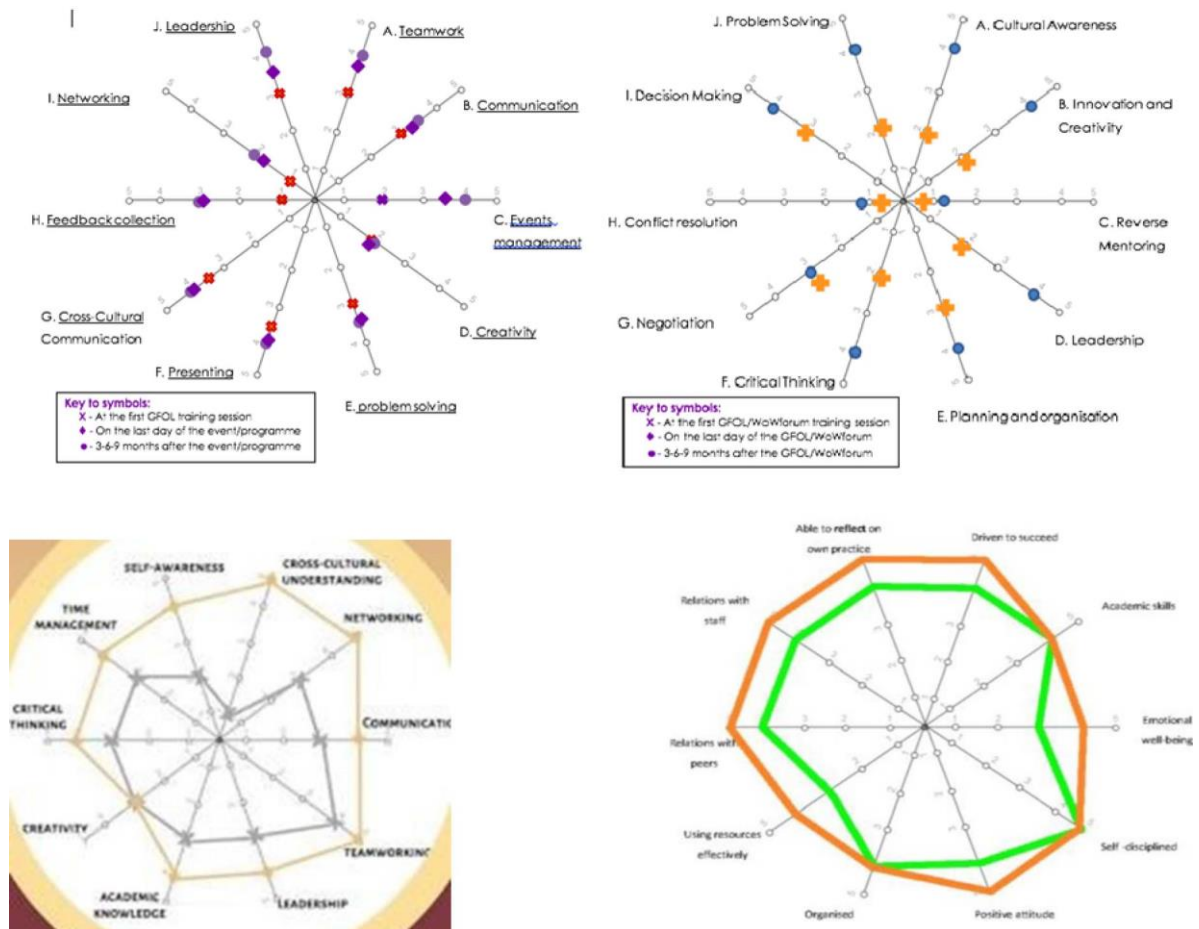 J. Leadership
A. Teamwork
I. Networking
B. Communication
H. Feedback collection
C. Events
management
G. Cross-Cultural
Communication
D. Creativity
F. Presenting
E. problem solving
Key to symbols:
X - At the first GFOL training session
♦ - On the last day of the event/programme
● - 3-6-9 months after the event/programme
J. Problem Solving
A. Cultural Awareness
I. Decision Making
B. Innovation and
Creativity
H. Conflict resolution
C. Reverse
Mentoring
G. Negotiation
D. Leadership
F. Critical Thinking
E. Planning and organisation
Key to symbols:
X - At the first GFOL/WoWforum training session
♦ - On the last day of the GFOL/WoWforum
● - 3-6-9 months after the GFOL/WoWforum
SELF-AWARENESS
CROSS-CULTURAL
UNDERSTANDING
TIME
MANAGEMENT
NETWORKING
CRITICAL
THINKING
COMMUNICATIO
CREATIVITY
TEAMWORKING
ACADEMIC
KNOWLEDGE
LEADERSHIP
Able to reflect on
own practice
Driven to succeed
Relations with
staff
Academic skills
Relations with
peers
Emotional
well-being
Using resources
effectively
Self -disciplined
Organised
Positive attitude